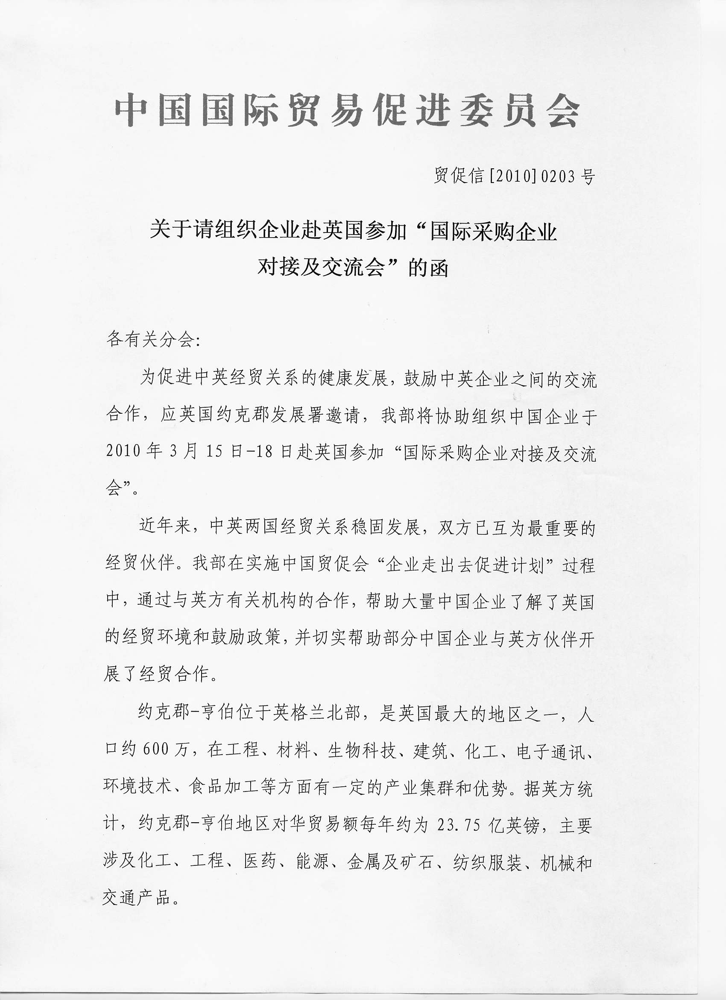 中国国际贸易促进委员会
贸促信[2010]0203号
关于请组织企业赴英国参加“国际采购企业
对接及交流会”的函
各有关分会：
为促进中英经贸关系的健康发展，鼓励中英企业之间的交流
合作，应英国约克郡发展署邀请，我部将协助组织中国企业于
2010年3月15日-18日赴英国参加“国际采购企业对接及交流
会”。
近年来，中英两国经贸关系稳固发展，双方已互为最重要的
经贸伙伴。我部在实施中国贸促会“企业走出去促进计划”过程
中，通过与英方有关机构的合作，帮助大量中国企业了解了英国
的经贸环境和鼓励政策，并切实帮助部分中国企业与英方伙伴开
展了经贸合作。
约克郡-亨伯位于英格兰北部，是英国最大的地区之一，人
口约600万，在工程、材料、生物科技、建筑、化工、电子通讯、
环境技术、食品加工等方面有一定的产业集群和优势。据英方统
计，约克郡-亨伯地区对华贸易额每年约为23.75亿英镑，主要
涉及化工、工程、医药、能源、金属及矿石、纺织服装、机械和
交通产品。